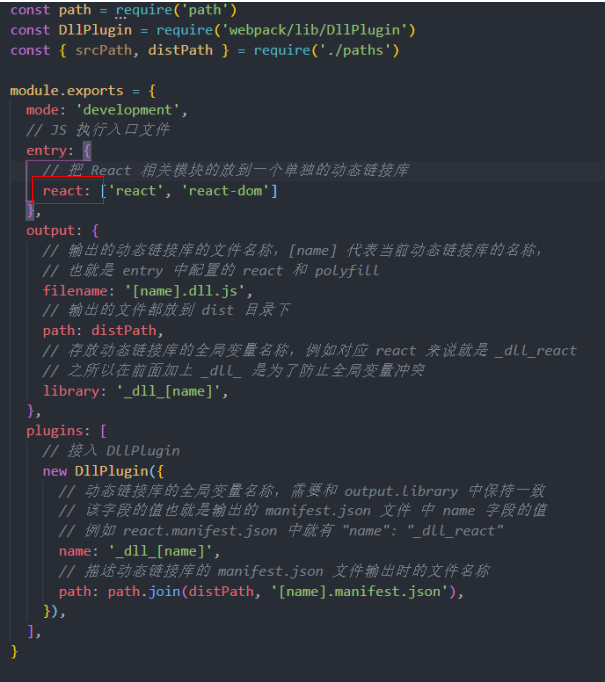 const path = require('path')
const DllPlugin = require('webpack/lib/DllPlugin')
const { srcPath, distPath } = require('./paths')
module.exports = {
mode: 'development',
// JS 执行入口文件
entry: {
// 把 React 相关模块的放到一个单独的动态链接库
react: ['react', 'react-dom']
},
output: {
// 输出的动态链接库的文件名称，[name] 代表当前动态链接库的名称，
// 也就是 entry 中配置的 react 和 polyfill
filename: '[name].dll.js',
// 输出的文件都放到 dist 目录下
path: distPath,
// 存放动态链接库的全局变量名称，例如对应 react 来说就是 _dll_react
// 之所以在前面加上 _dll_ 是为了防止全局变量冲突
library: '_dll_[name]',
},
plugins: [
// 接入 DllPlugin
new DllPlugin({
// 动态链接库的全局变量名称，需要和 output.library 中保持一致
// 该字段的值也就是输出的 manifest.json 文件 中 name 字段的值
// 例如 react.manifest.json 中就有 "name": "_dll_react"
name: '_dll_[name]',
// 描述动态链接库的 manifest.json 文件输出时的文件名称
path: path.join(distPath, '[name].manifest.json'),
}),
],
}